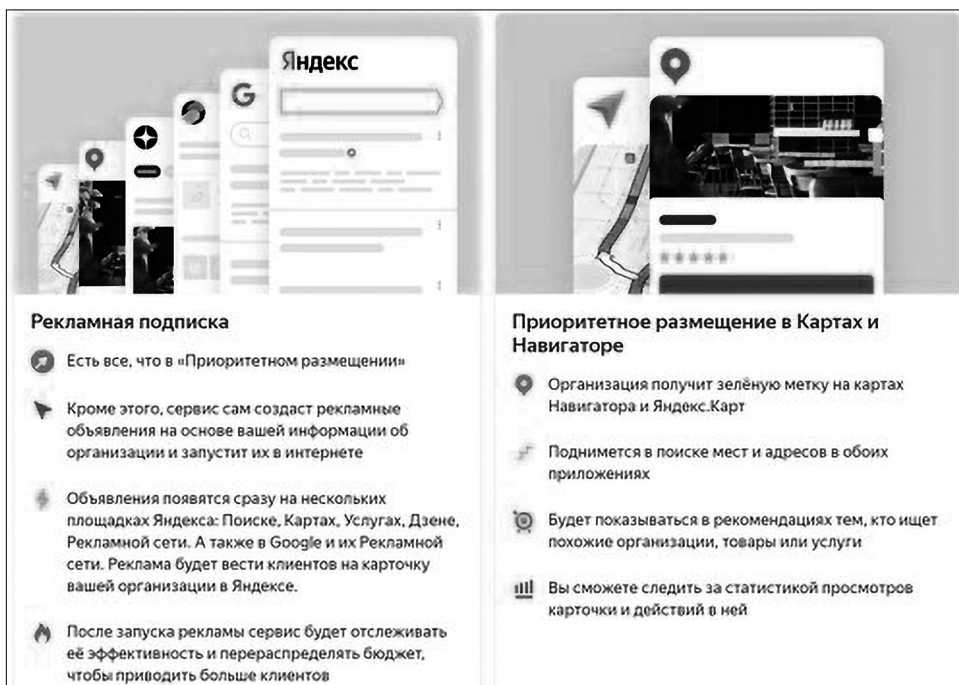 Яндекс
G
Рекламная подписка
Есть все, что в «Приоритетном размещении»
Кроме этого, сервис сам создаст рекламные
объявления на основе вашей информации об
организации и запустит их в интернете
Объявления появятся сразу на нескольких
площадках Яндекса: Поиске, Картах, Услугах, Дзене,
Рекламной сети. А также в Google и их Рекламной
сети. Реклама будет вести клиентов на карточку
вашей организации в Яндексе.
После запуска рекламы сервис будет отслеживать
её эффективность и перераспределять бюджет,
чтобы приводить больше клиентов
Приоритетное размещение в Картах и
Навигаторе
Организация получит зелёную метку на картах
Навигатора и Яндекс.Карт
Поднимется в поиске мест и адресов в обоих
приложениях
Будет показываться в рекомендациях тем, кто ищет
похожие организации, товары или услуги
Вы сможете следить за статистикой просмотров
карточки и действий в ней